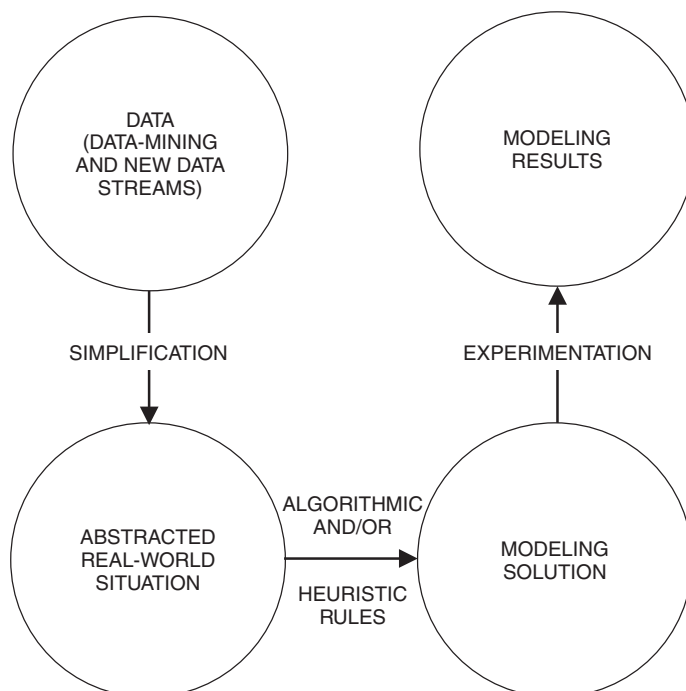 DATA
(DATA-MINING
AND NEW DATA
STREAMS)
MODELING
RESULTS
SIMPLIFICATION
EXPERIMENTATION
ABSTRACTED
REAL-WORLD
SITUATION
ALGORITHMIC
AND/OR
HEURISTIC
RULES
MODELING
SOLUTION